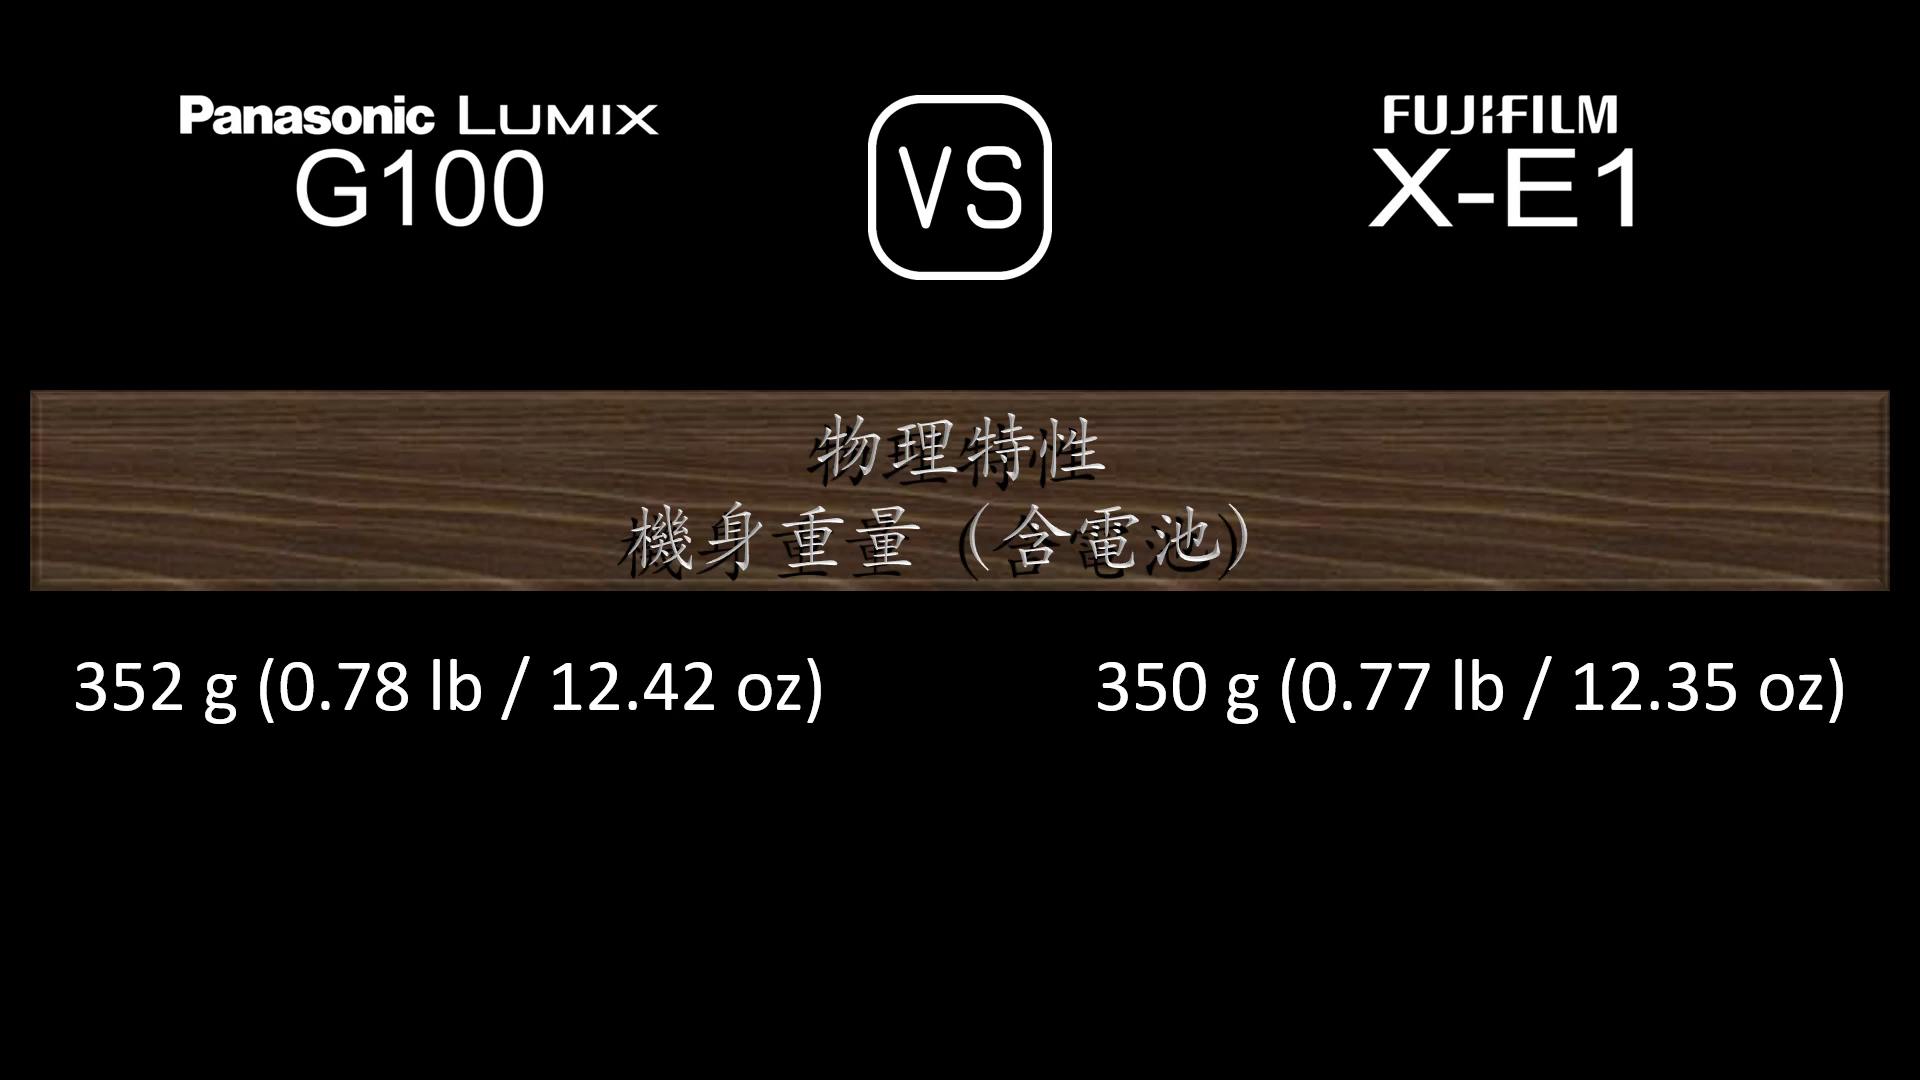 Panasonic LUMIX
G100
VS
FUJIFILM
X-E1
物理特性
機身重量（含電池）
352 g (0.78 lb / 12.42 oz)
350 g (0.77 lb / 12.35 oz)